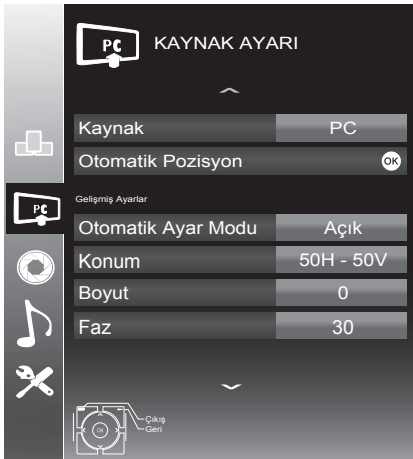 PC KAYNAK AYARI
Kaynak PC
Otomatik Pozisyon OK
PC
Gelişmiş Ayarlar
Otomatik Ayar Modu Açık
Konum 50H - 50V
Boyut 0
Faz 30
Çıkış
OK Geri